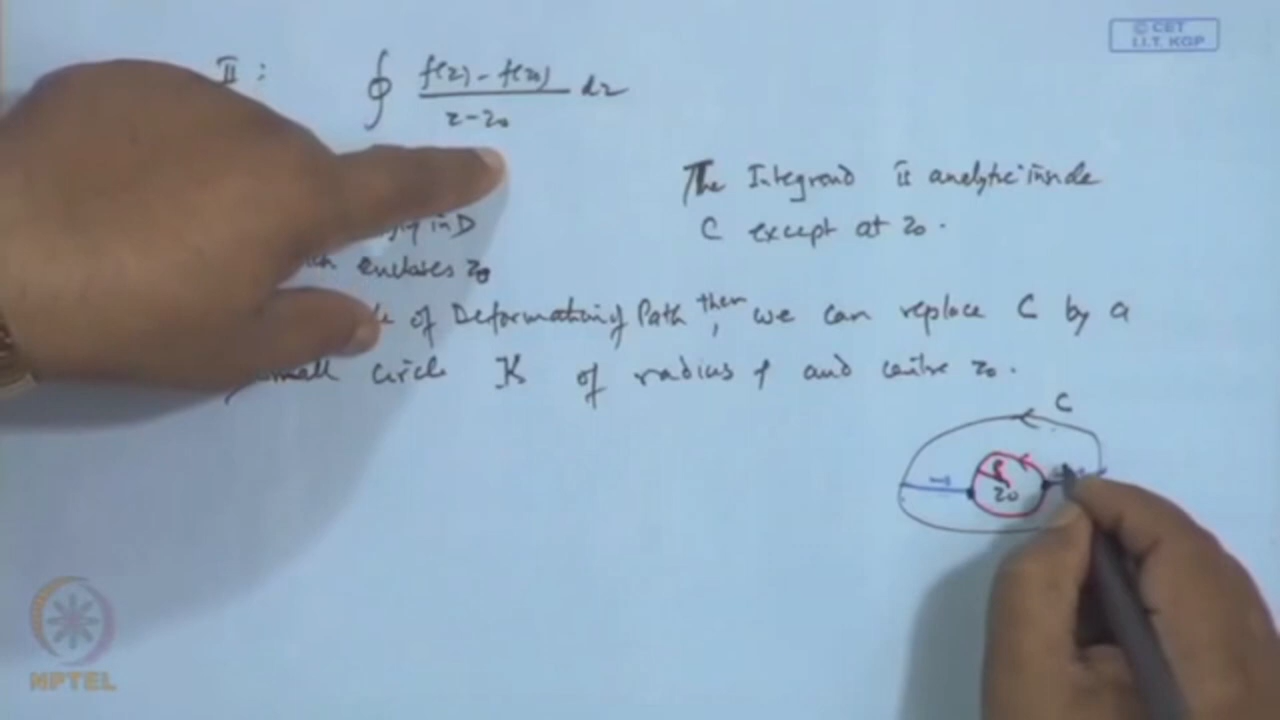 © CET
I.I.T. KGP
II : ∮ f(z) - f(z0) / z - z0 dz
The Integrand is analytic inside
C except at z0.
in D
encloses z0
of Deformation of Path, then we can replace C by a
small circle K of radius ρ and centre z0.
C
ρ
z0
NPTEL